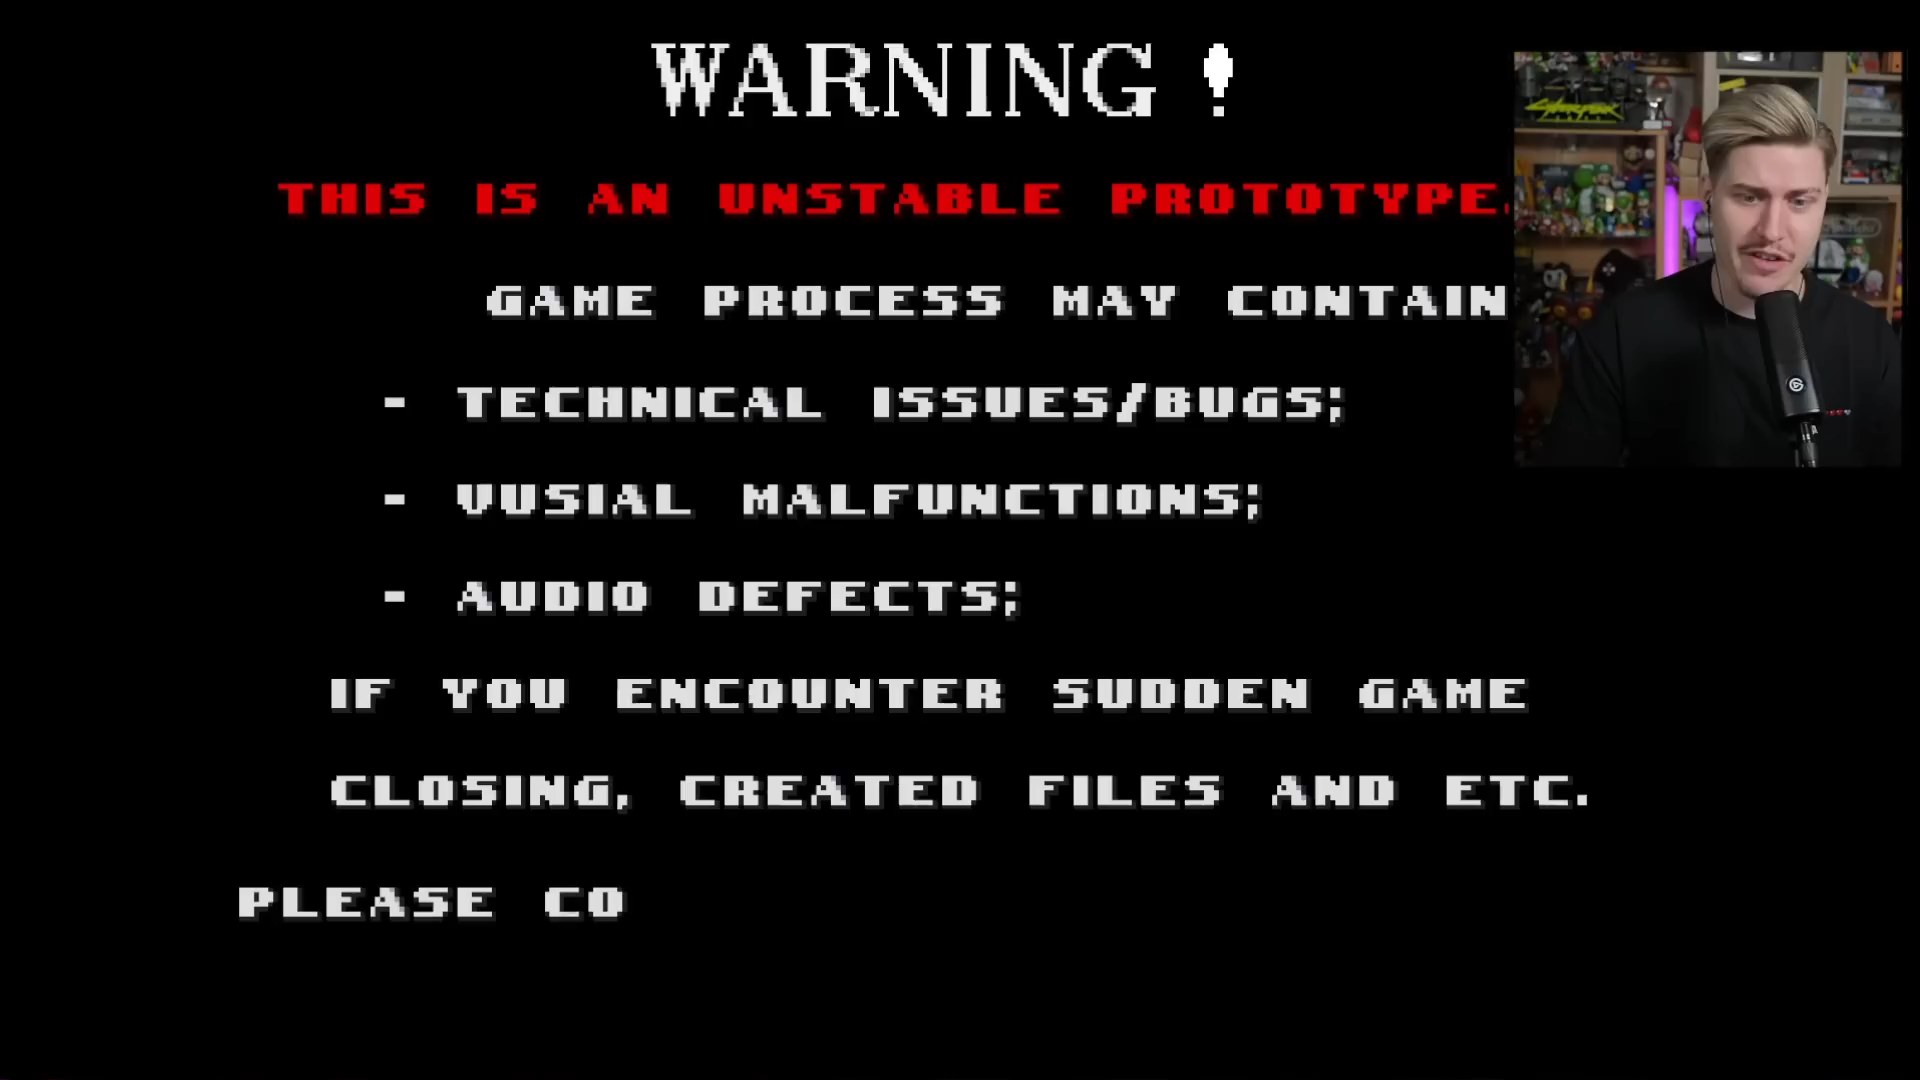 WARNING !
THIS IS AN UNSTABLE PROTOTYPE.
GAME PROCESS MAY CONTAIN
- TECHNICAL ISSUES/BUGS;
- VUSIAL MALFUNCTIONS;
- AUDIO DEFECTS;
IF YOU ENCOUNTER SUDDEN GAME
CLOSING, CREATED FILES AND ETC.
PLEASE CO